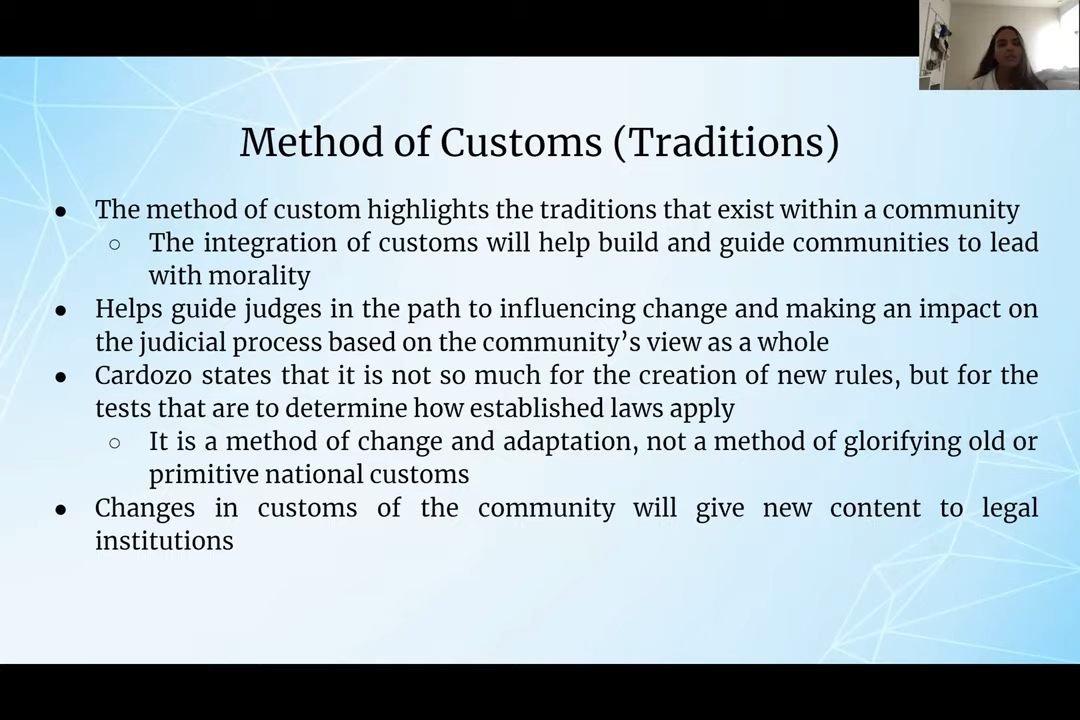 Method of Customs (Traditions)
● The method of custom highlights the traditions that exist within a community
○ The integration of customs will help build and guide communities to lead
with morality
● Helps guide judges in the path to influencing change and making an impact on
the judicial process based on the community’s view as a whole
● Cardozo states that it is not so much for the creation of new rules, but for the
tests that are to determine how established laws apply
○ It is a method of change and adaptation, not a method of glorifying old or
primitive national customs
● Changes in customs of the community will give new content to legal
institutions